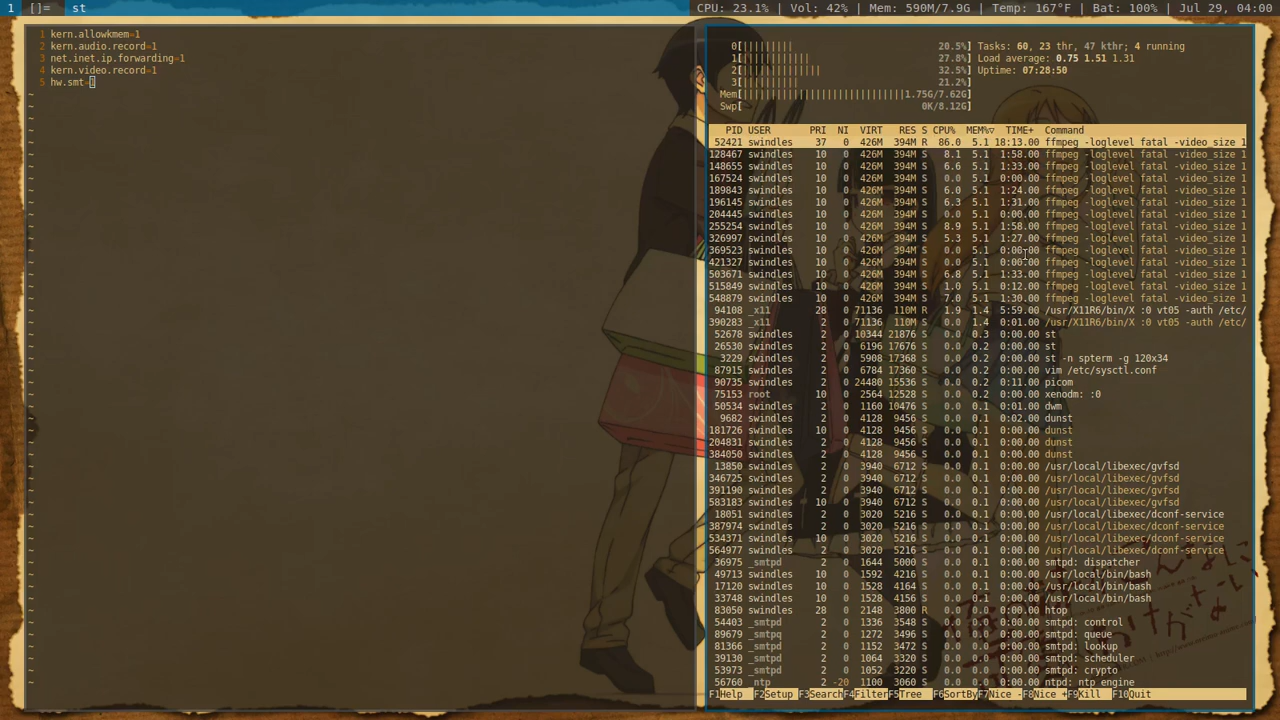 1 []= st CPU: 23.1% | Vol: 42% | Mem: 590M/7.9G | Temp: 167°F | Bat: 100% | Jul 29, 04:00
1 kern.allowkmem=1
2 kern.audio.record=1
3 net.inet.ip.forwarding=1
4 kern.video.record=1
5 hw.smt=1
0[||||||||| 20.5%] Tasks: 60, 23 thr, 47 kthr; 4 running
1[|||||||||||| 27.8%] Load average: 0.75 1.51 1.31
2[|||||||||||||| 32.5%] Uptime: 07:28:50
3[|||||||||| 21.2%]
Mem[|||||||||||||||||||||||||||||1.75G/7.62G]
Swp[ 0K/8.12G]
PID USER PRI NI VIRT RES S CPU% MEM%▽ TIME+ Command
52421 swindles 37 0 426M 394M R 86.0 5.1 18:13.00 ffmpeg -loglevel fatal -video_size 1
128467 swindles 10 0 426M 394M S 8.1 5.1 1:58.00 ffmpeg -loglevel fatal -video_size 1
148655 swindles 10 0 426M 394M S 6.6 5.1 1:33.00 ffmpeg -loglevel fatal -video_size 1
167524 swindles 10 0 426M 394M S 0.0 5.1 0:00.00 ffmpeg -loglevel fatal -video_size 1
189843 swindles 10 0 426M 394M S 6.0 5.1 1:24.00 ffmpeg -loglevel fatal -video_size 1
196145 swindles 10 0 426M 394M S 6.3 5.1 1:31.00 ffmpeg -loglevel fatal -video_size 1
204445 swindles 10 0 426M 394M S 0.0 5.1 0:00.00 ffmpeg -loglevel fatal -video_size 1
255254 swindles 10 0 426M 394M S 8.9 5.1 1:58.00 ffmpeg -loglevel fatal -video_size 1
326997 swindles 10 0 426M 394M S 5.3 5.1 1:27.00 ffmpeg -loglevel fatal -video_size 1
369523 swindles 10 0 426M 394M S 0.0 5.1 0:00.00 ffmpeg -loglevel fatal -video_size 1
421327 swindles 10 0 426M 394M S 0.0 5.1 0:00.00 ffmpeg -loglevel fatal -video_size 1
503671 swindles 10 0 426M 394M S 6.8 5.1 1:33.00 ffmpeg -loglevel fatal -video_size 1
515849 swindles 10 0 426M 394M S 1.0 5.1 0:12.00 ffmpeg -loglevel fatal -video_size 1
548879 swindles 10 0 426M 394M S 7.0 5.1 1:30.00 ffmpeg -loglevel fatal -video_size 1
94108 _x11 28 0 71136 110M R 1.9 1.4 5:59.00 /usr/X11R6/bin/X :0 vt05 -auth /etc/
390283 _x11 2 0 71136 110M S 0.0 1.4 0:01.00 /usr/X11R6/bin/X :0 vt05 -auth /etc/
52678 swindles 2 0 10344 21876 S 0.0 0.3 0:00.00 st
26530 swindles 2 0 6196 17676 S 0.0 0.2 0:00.00 st
3229 swindles 2 0 5908 17368 S 0.0 0.2 0:00.00 st -n spterm -g 120x34
87915 swindles 2 0 6784 17360 S 0.0 0.2 0:00.00 vim /etc/sysctl.conf
90735 swindles 2 0 24480 15536 S 0.0 0.2 0:11.00 picom
75153 root 10 0 2564 12528 S 0.0 0.2 0:00.00 xenodm: :0
50534 swindles 2 0 1160 10476 S 0.0 0.1 0:01.00 dwm
9682 swindles 2 0 4128 9456 S 0.0 0.1 0:02.00 dunst
181726 swindles 10 0 4128 9456 S 0.0 0.1 0:00.00 dunst
204831 swindles 2 0 4128 9456 S 0.0 0.1 0:00.00 dunst
384050 swindles 2 0 4128 9456 S 0.0 0.1 0:00.00 dunst
13850 swindles 2 0 3940 6712 S 0.0 0.1 0:00.00 /usr/local/libexec/gvfsd
346725 swindles 2 0 3940 6712 S 0.0 0.1 0:00.00 /usr/local/libexec/gvfsd
391190 swindles 2 0 3940 6712 S 0.0 0.1 0:00.00 /usr/local/libexec/gvfsd
583183 swindles 10 0 3940 6712 S 0.0 0.1 0:00.00 /usr/local/libexec/gvfsd
18051 swindles 2 0 3020 5216 S 0.0 0.1 0:00.00 /usr/local/libexec/dconf-service
387974 swindles 2 0 3020 5216 S 0.0 0.1 0:00.00 /usr/local/libexec/dconf-service
534371 swindles 10 0 3020 5216 S 0.0 0.1 0:00.00 /usr/local/libexec/dconf-service
564977 swindles 2 0 3020 5216 S 0.0 0.1 0:00.00 /usr/local/libexec/dconf-service
36975 _smtpd 2 0 1644 5000 S 0.0 0.1 0:00.00 smtpd: dispatcher
49713 swindles 10 0 1592 4216 S 0.0 0.1 0:00.00 /usr/local/bin/bash
17120 swindles 10 0 1528 4164 S 0.0 0.1 0:00.00 /usr/local/bin/bash
33748 swindles 10 0 1528 4156 S 0.0 0.1 0:00.00 /usr/local/bin/bash
83050 swindles 28 0 2148 3800 R 0.0 0.0 0:00.00 htop
54403 _smtpd 2 0 1336 3548 S 0.0 0.0 0:00.00 smtpd: control
89679 _smtpq 2 0 1272 3496 S 0.0 0.0 0:00.00 smtpd: queue
81366 _smtpd 2 0 1152 3472 S 0.0 0.0 0:00.00 smtpd: lookup
39130 _smtpd 2 0 1064 3320 S 0.0 0.0 0:00.00 smtpd: scheduler
53973 _smtpd 2 0 1052 3220 S 0.0 0.0 0:00.00 smtpd: crypto
56760 _ntp 2 -20 1100 3060 S 0.0 0.0 0:00.00 ntpd: ntp engine
F1Help F2Setup F3SearchF4FilterF5Tree F6SortByF7Nice -F8Nice +F9Kill F10Quit